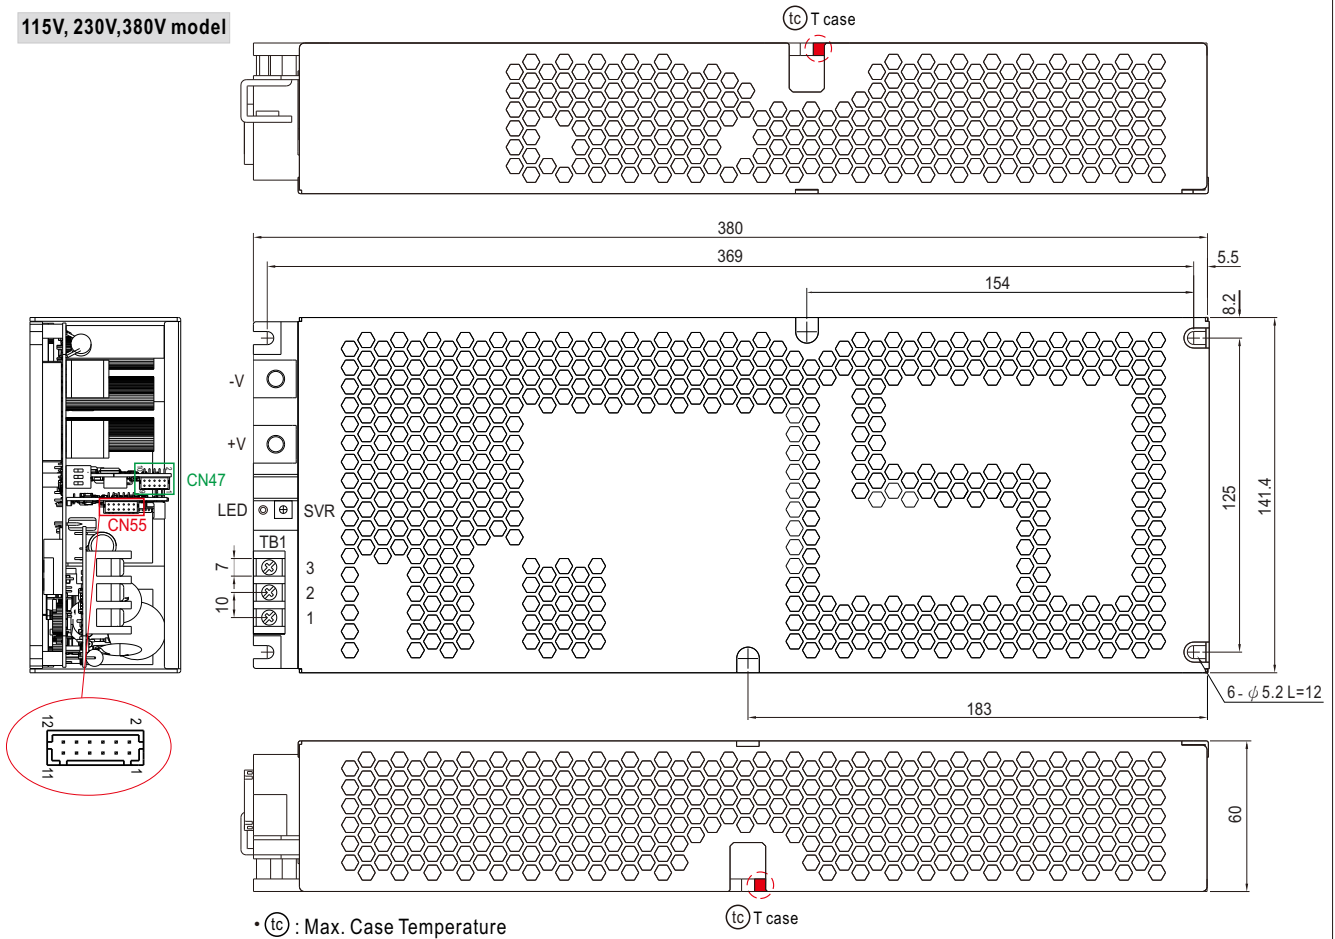 115V, 230V,380V model
tc T case
380
369
5.5
154
8.2
-V
+V
CN47
LED
SVR
CN55
TB1
7
3
2
10
1
125
141.4
6-ϕ5.2 L=12
183
12
2
11
1
60
tc T case
• tc : Max. Case Temperature